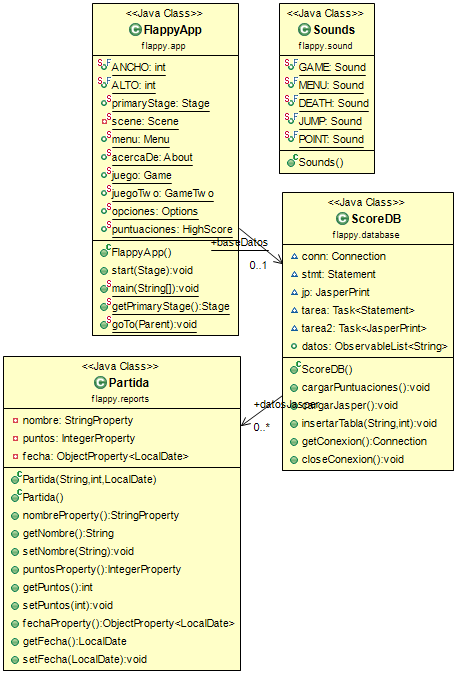 <<Java Class>>
FlappyApp
flappy.app
ANCHO: int
ALTO: int
primaryStage: Stage
scene: Scene
menu: Menu
acercaDe: About
juego: Game
juegoTwo: GameTwo
opciones: Options
puntuaciones: HighScore
FlappyApp()
start(Stage):void
main(String[]):void
getPrimaryStage():Stage
goTo(Parent):void
<<Java Class>>
Sounds
flappy.sound
GAME: Sound
MENU: Sound
DEATH: Sound
JUMP: Sound
POINT: Sound
Sounds()
+baseDatos
0..1
<<Java Class>>
ScoreDB
flappy.database
conn: Connection
stmt: Statement
jp: JasperPrint
tarea: Task<Statement>
tarea2: Task<JasperPrint>
datos: ObservableList<String>
ScoreDB()
cargarPuntuaciones():void
cargarJasper():void
insertarTabla(String,int):void
getConexion():Connection
closeConexion():void
+datosJasper
0..*
<<Java Class>>
Partida
flappy.reports
nombre: StringProperty
puntos: IntegerProperty
fecha: ObjectProperty<LocalDate>
Partida(String,int,LocalDate)
Partida()
nombreProperty():StringProperty
getNombre():String
setNombre(String):void
puntosProperty():IntegerProperty
getPuntos():int
setPuntos(int):void
fechaProperty():ObjectProperty<LocalDate>
getFecha():LocalDate
setFecha(LocalDate):void